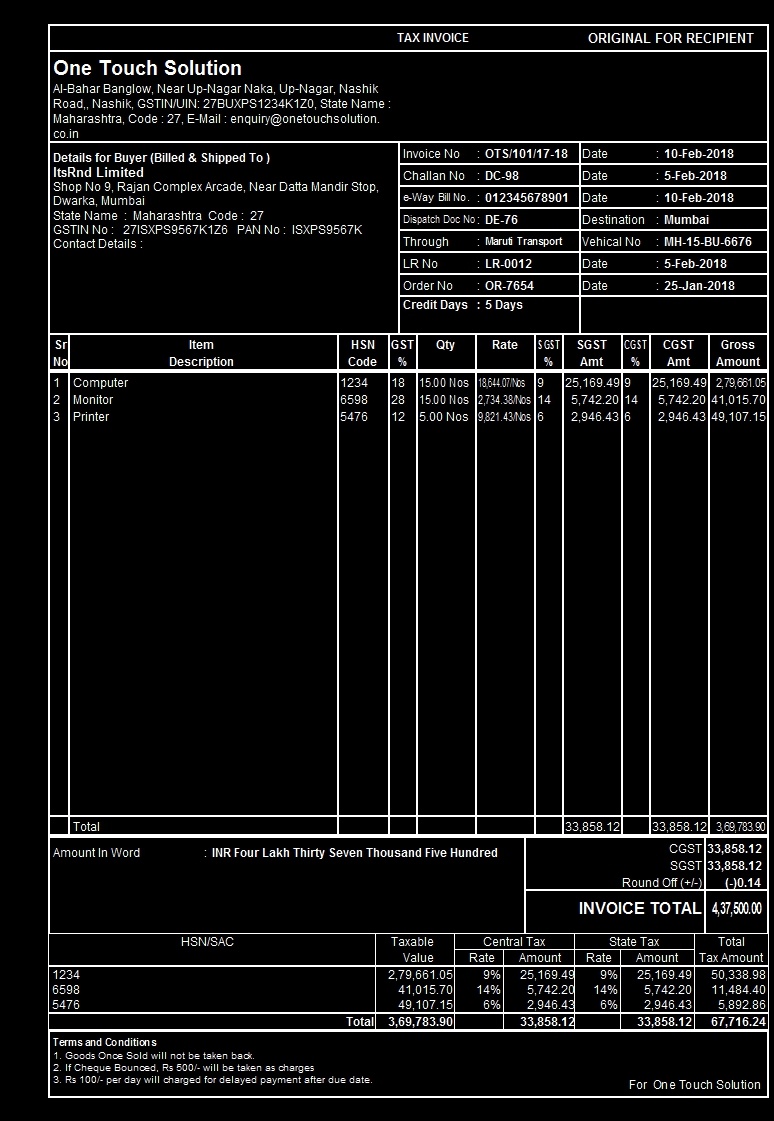 TAX INVOICE ORIGINAL FOR RECIPIENT
One Touch Solution
Al-Bahar Banglow, Near Up-Nagar Naka, Up-Nagar, Nashik
Road,, Nashik, GSTIN/UIN: 27BUXPS1234K1Z0, State Name :
Maharashtra, Code : 27, E-Mail : enquiry@onetouchsolution.
co.in
Details for Buyer (Billed & Shipped To )
ItsRnd Limited
Shop No 9, Rajan Complex Arcade, Near Datta Mandir Stop,
Dwarka, Mumbai
State Name : Maharashtra Code : 27
GSTIN No : 27ISXPS9567K1Z6 PAN No : ISXPS9567K
Contact Details :
Invoice No : OTS/101/17-18 Date : 10-Feb-2018
Challan No : DC-98 Date : 5-Feb-2018
e-Way Bill No. : 012345678901 Date : 10-Feb-2018
Dispatch Doc No : DE-76 Destination : Mumbai
Through : Maruti Transport Vehical No : MH-15-BU-6676
LR No : LR-0012 Date : 5-Feb-2018
Order No : OR-7654 Date : 25-Jan-2018
Credit Days : 5 Days
Sr Item HSN GST Qty Rate SGST SGST CGST CGST Gross
No Description Code % % Amt % Amt Amount
1 Computer 1234 18 15.00 Nos 18,644.07/Nos 9 25,169.49 9 25,169.49 2,79,661.05
2 Monitor 6598 28 15.00 Nos 2,734.38/Nos 14 5,742.20 14 5,742.20 41,015.70
3 Printer 5476 12 5.00 Nos 9,821.43/Nos 6 2,946.43 6 2,946.43 49,107.15
Total 33,858.12 33,858.12 3,69,783.90
Amount In Word : INR Four Lakh Thirty Seven Thousand Five Hundred
CGST 33,858.12
SGST 33,858.12
Round Off (+/-) (-)0.14
INVOICE TOTAL 4,37,500.00
HSN/SAC Taxable Central Tax State Tax Total
Value Rate Amount Rate Amount Tax Amount
1234 2,79,661.05 9% 25,169.49 9% 25,169.49 50,338.98
6598 41,015.70 14% 5,742.20 14% 5,742.20 11,484.40
5476 49,107.15 6% 2,946.43 6% 2,946.43 5,892.86
Total 3,69,783.90 33,858.12 33,858.12 67,716.24
Terms and Conditions
1. Goods Once Sold will not be taken back.
2. If Cheque Bounced, Rs 500/- will be taken as charges
3. Rs 100/- per day will charged for delayed payment after due date.
For One Touch Solution